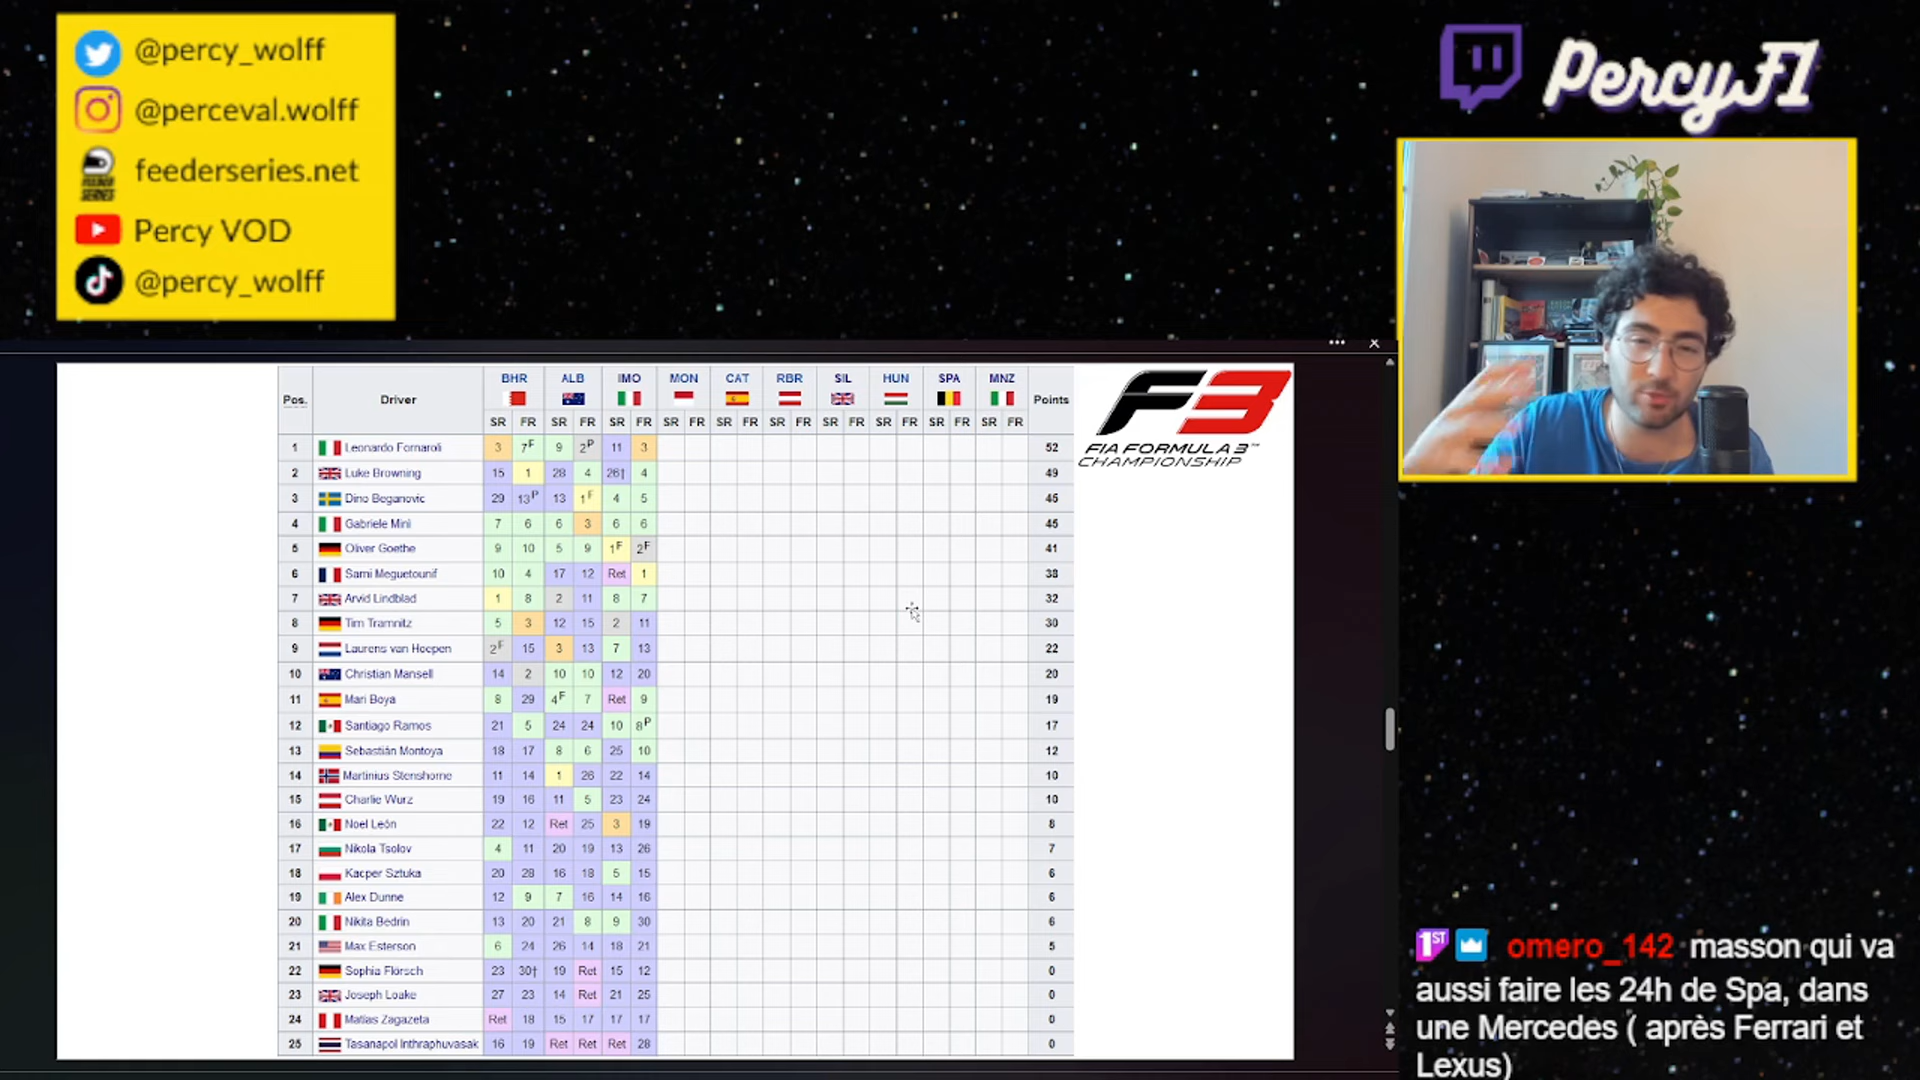 @percy_wolff
@perceval.wolff
feederseries.net
Percy VOD
@percy_wolff
PercyF1
Pos. Driver BHR ALB IMO MON CAT RBR SIL HUN SPA MNZ Points
SR FR SR FR SR FR SR FR SR FR SR FR SR FR SR FR SR FR SR FR
1 Leonardo Fornaroli 3 7F 9 2P 11 3 52
2 Luke Browning 15 1 28 4 26† 4 49
3 Dino Beganovic 29 13P 13 1F 4 5 45
4 Gabriele Minì 7 6 6 3 6 6 45
5 Oliver Goethe 9 10 5 9 1F 2F 41
6 Sami Meguetounif 10 4 17 12 Ret 1 38
7 Arvid Lindblad 1 8 2 11 8 7 32
8 Tim Tramnitz 5 3 12 15 2 11 30
9 Laurens van Hoepen 2F 15 3 13 7 13 22
10 Christian Mansell 14 2 10 10 12 20 20
11 Mari Boya 8 29 4F 7 Ret 9 19
12 Santiago Ramos 21 5 24 24 10 8P 17
13 Sebastián Montoya 18 17 8 6 25 10 12
14 Martinius Stenshorne 11 14 1 26 22 14 10
15 Charlie Wurz 19 16 11 5 23 24 10
16 Noel León 22 12 Ret 25 3 19 8
17 Nikola Tsolov 4 11 20 19 13 26 7
18 Kacper Sztuka 20 28 16 18 5 15 6
19 Alex Dunne 12 9 7 16 14 16 6
20 Nikita Bedrin 13 20 21 8 9 30 6
21 Max Esterson 6 24 26 14 18 21 5
22 Sophia Flörsch 23 30† 19 Ret 15 12 0
23 Joseph Loake 27 23 14 Ret 21 25 0
24 Matías Zagazeta Ret 18 15 17 17 17 0
25 Tasanapol Inthraphuvasak 16 19 Ret Ret Ret 28 0
F3
FIA FORMULA 3™
CHAMPIONSHIP
1ST omero_142 masson qui va
aussi faire les 24h de Spa, dans
une Mercedes ( après Ferrari et
Lexus)